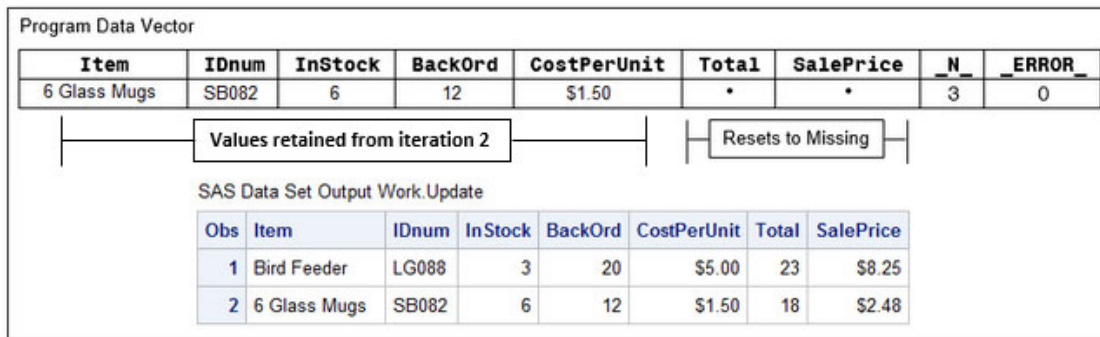 Program Data Vector
Item IDnum InStock BackOrd CostPerUnit Total SalePrice _N_ _ERROR_
6 Glass Mugs SB082 6 12 $1.50 • • 3 0
Values retained from iteration 2 Resets to Missing
SAS Data Set Output Work.Update
Obs Item IDnum InStock BackOrd CostPerUnit Total SalePrice
1 Bird Feeder LG088 3 20 $5.00 23 $8.25
2 6 Glass Mugs SB082 6 12 $1.50 18 $2.48